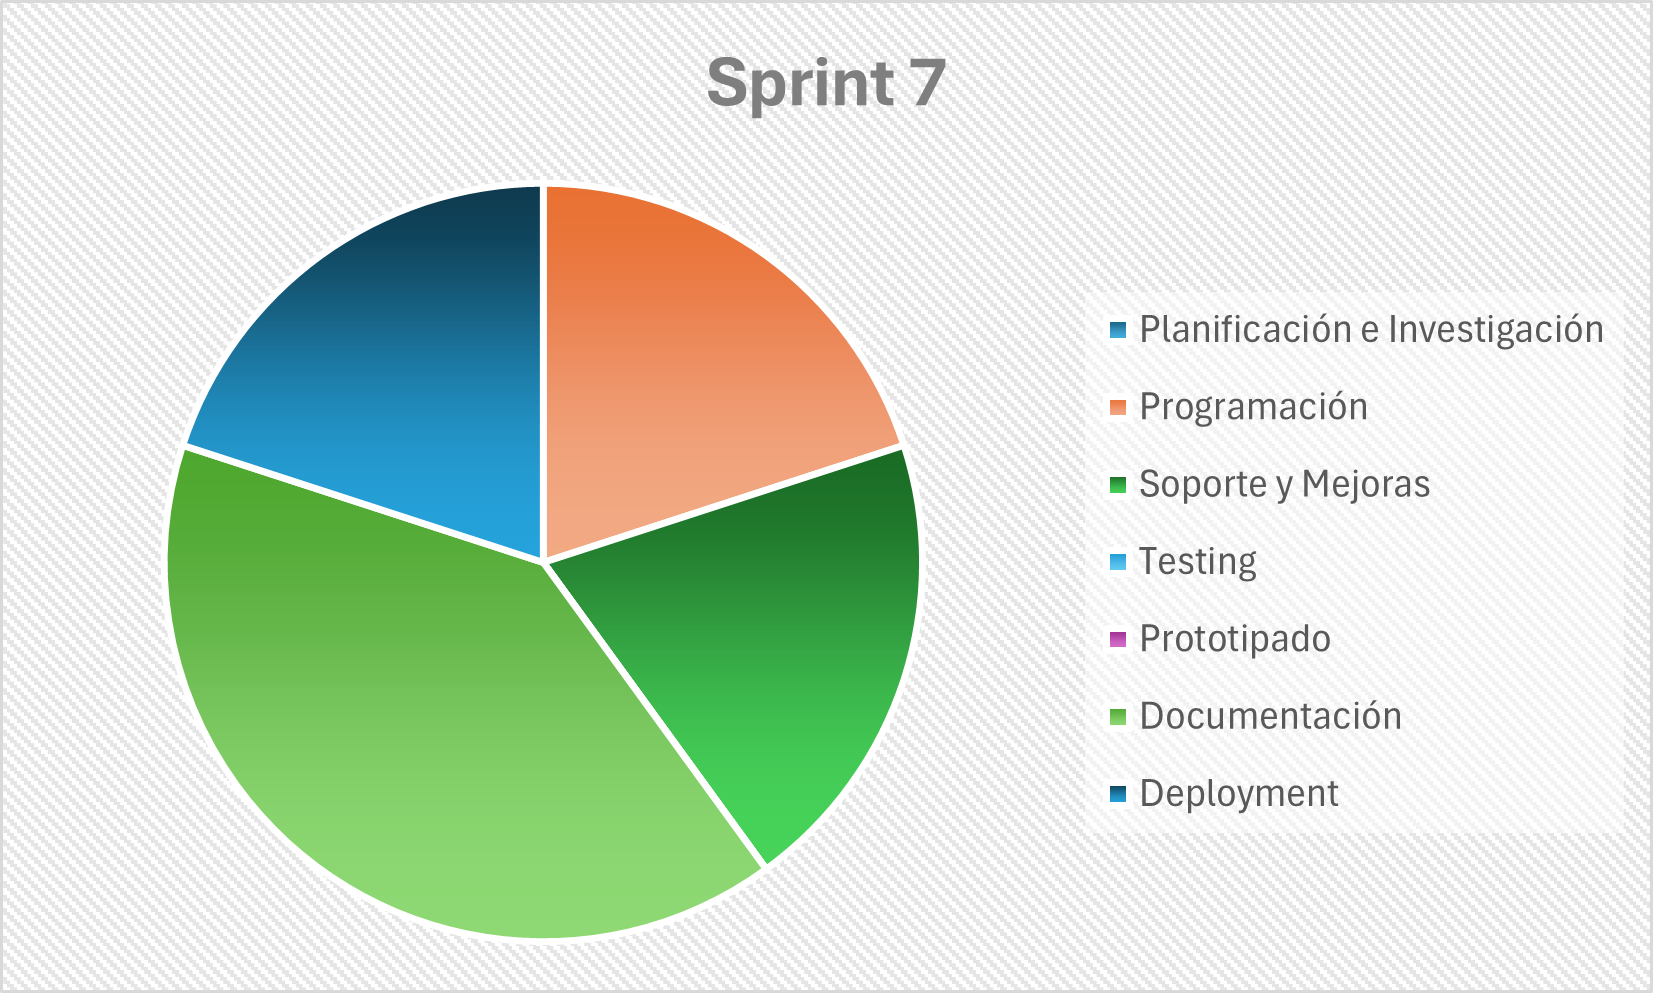 Sprint 7
Planificación e Investigación
Programación
Soporte y Mejoras
Testing
Prototipado
Documentación
Deployment